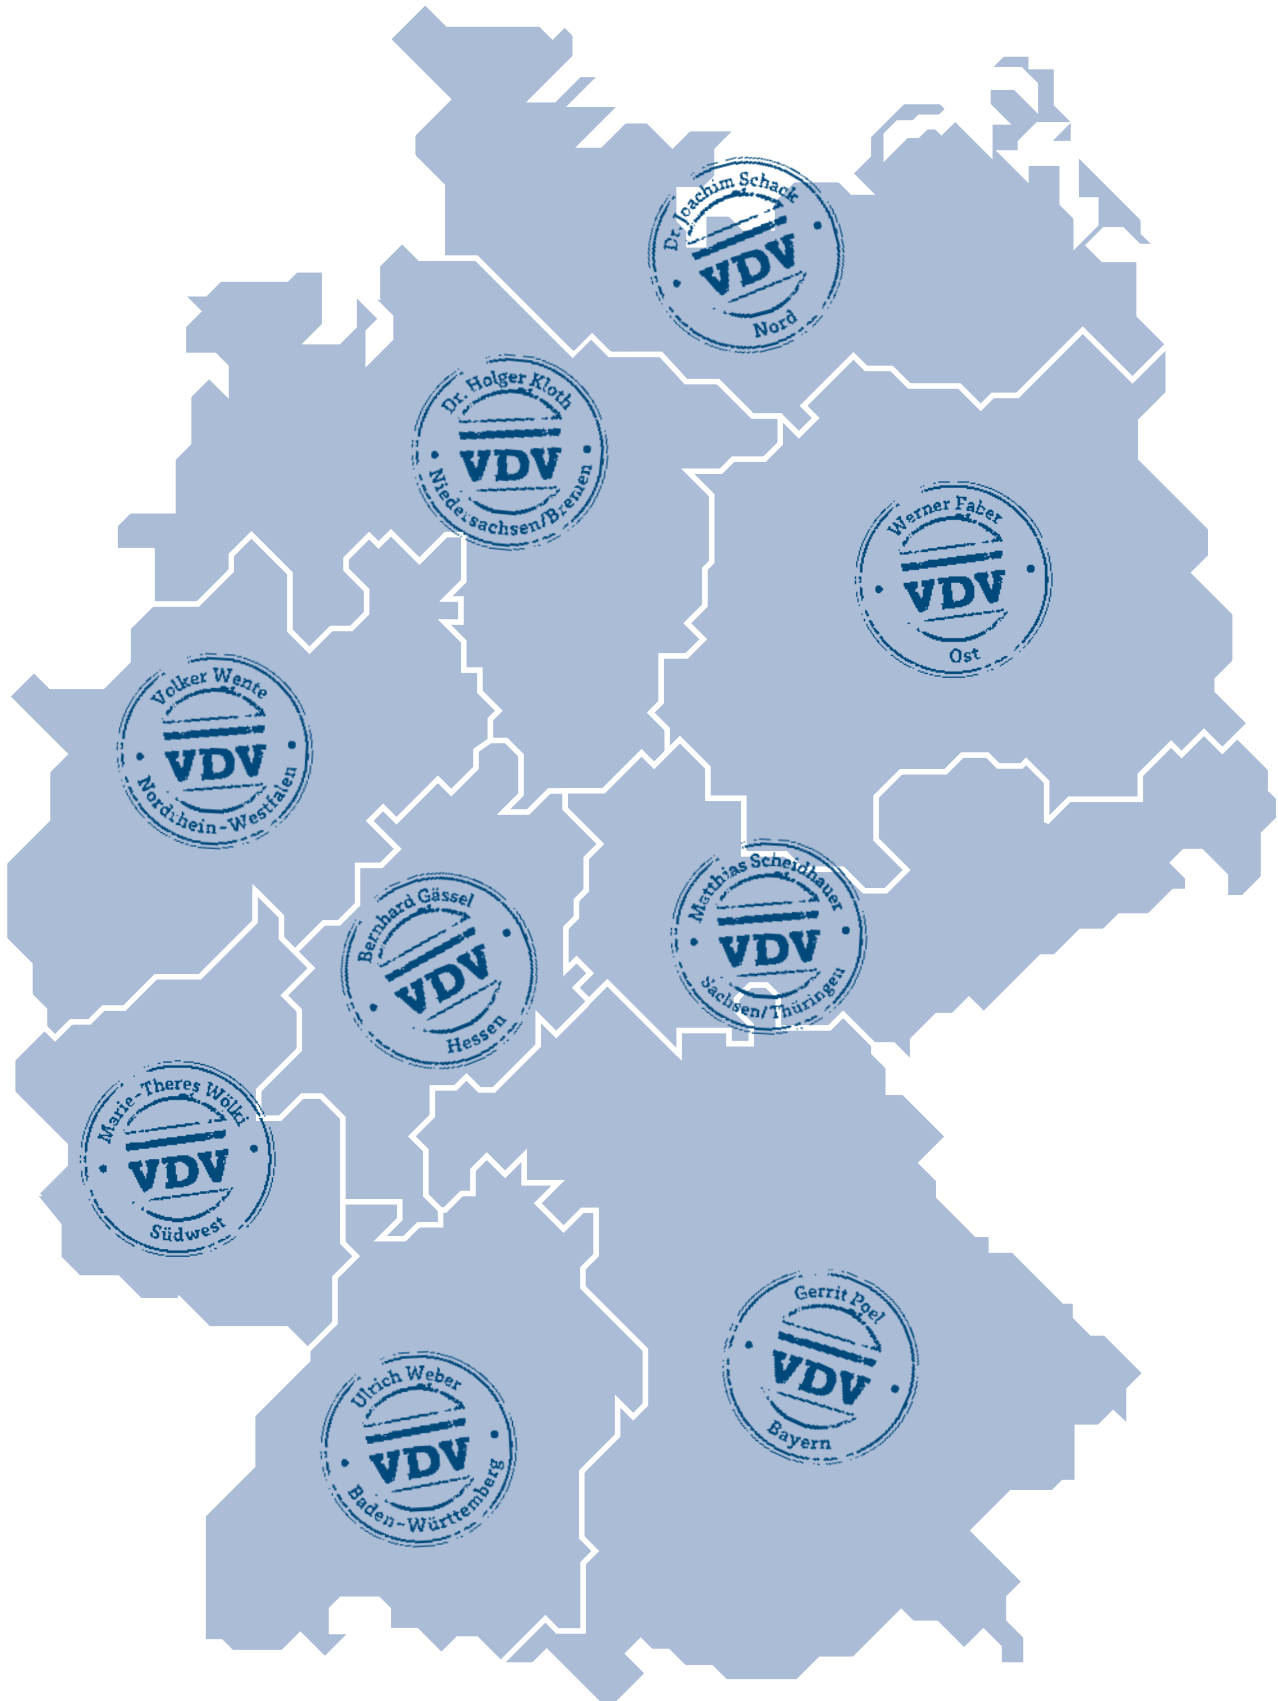 Dr. Joachim Schack
VDV
Nord
Dr. Holger Kloth
VDV
Niedersachsen/Bremen
Werner Faber
VDV
Ost
Volker Wente
VDV
Nordrhein-Westfalen
Matthias Scheidhauer
VDV
Sachsen/Thüringen
Bernhard Gässel
VDV
Hessen
Marie-Theres Wölki
VDV
Südwest
Gerrit Poel
VDV
Bayern
Ulrich Weber
VDV
Baden-Württemberg